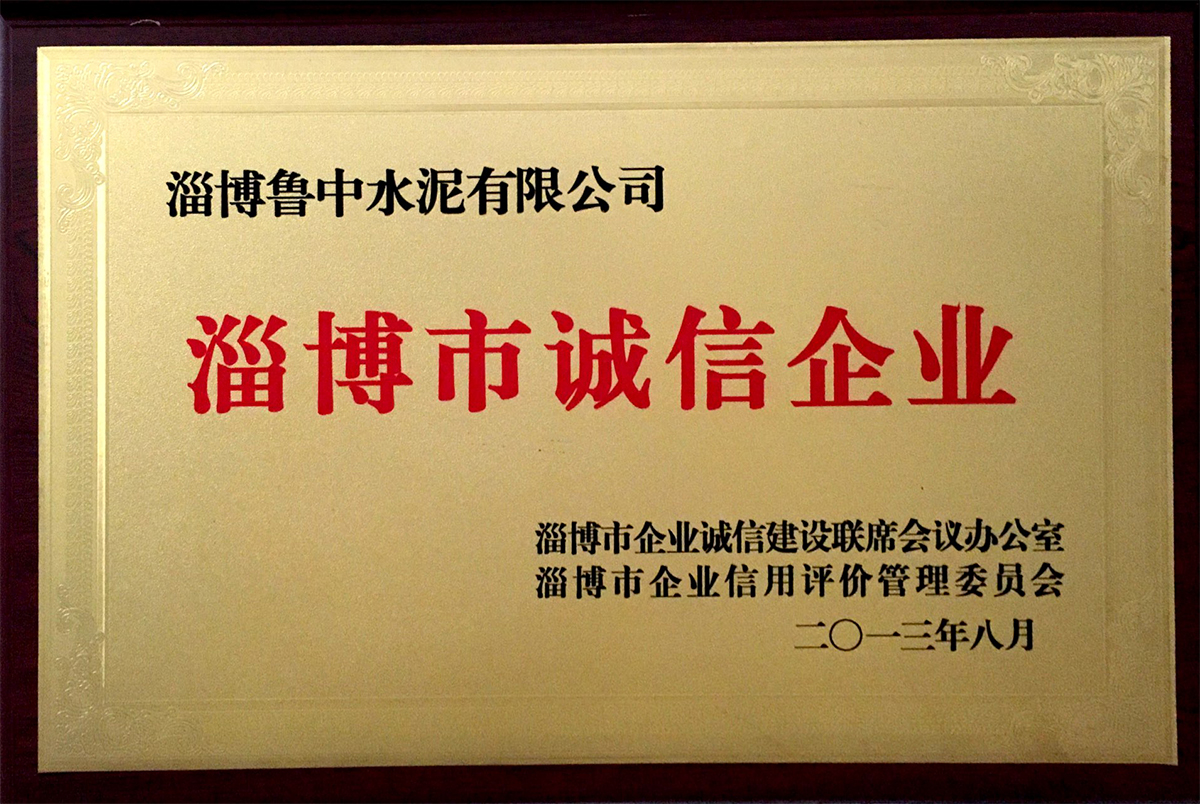 淄博鲁中水泥有限公司
淄博市诚信企业
淄博市企业诚信建设联席会议办公室
淄博市企业信用评价管理委员会
二〇一三年八月